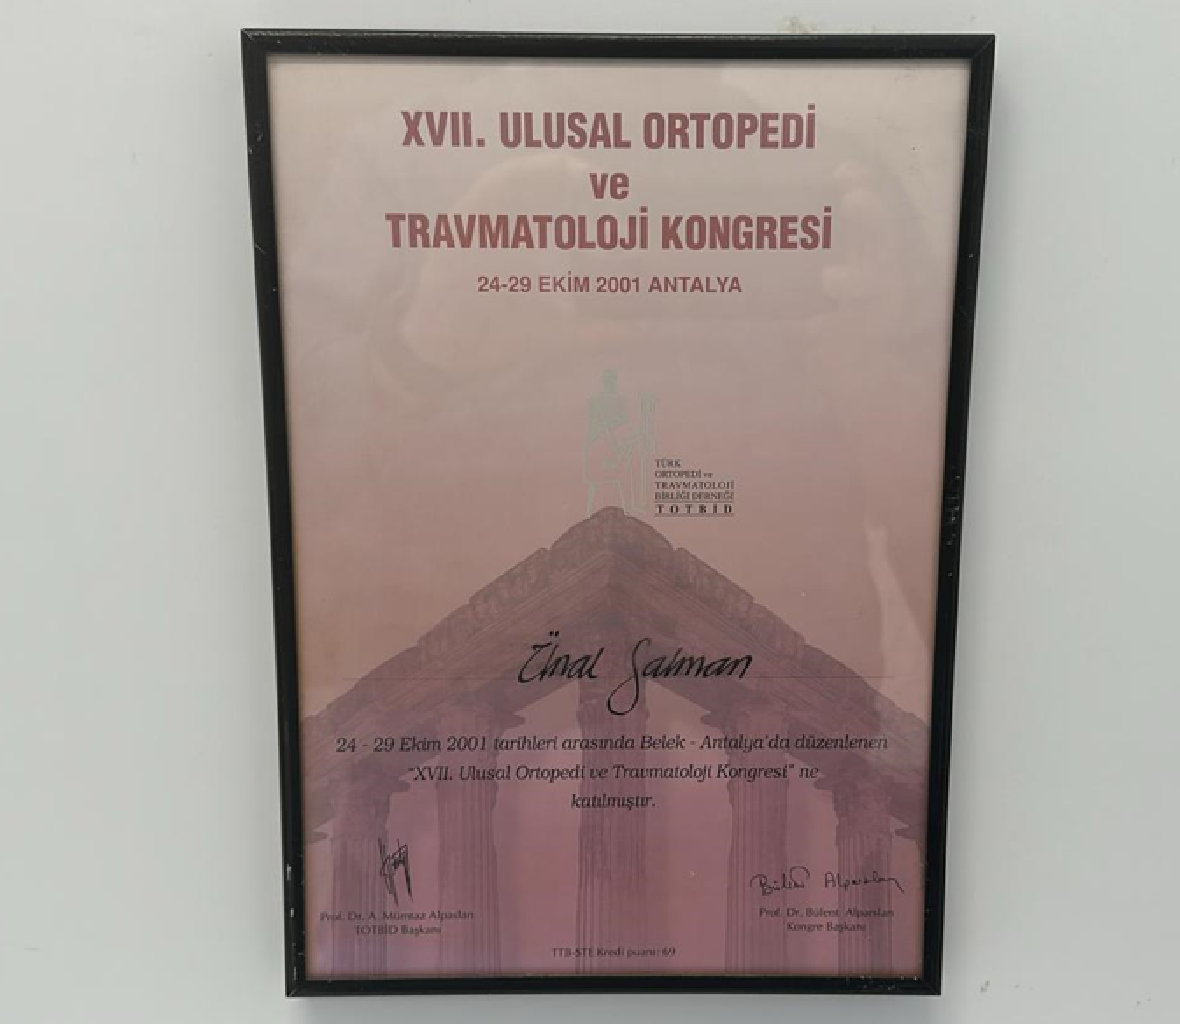 XVII. ULUSAL ORTOPEDİ
ve
TRAVMATOLOJİ KONGRESİ
24-29 EKİM 2001 ANTALYA
TÜRK
ORTOPEDİ ve
TRAVMATOLOJİ
BİRLİĞİ DERNEĞİ
TOTBİD
Ünal Salman
24 - 29 Ekim 2001 tarihleri arasında Belek - Antalya'da düzenlenen
"XVII. Ulusal Ortopedi ve Travmatoloji Kongresi" ne
katılmıştır.
Bülent Alparslan
Prof. Dr. A. Mümtaz Alpaslan
TOTBİD Başkanı
Prof. Dr. Bülent Alparslan
Kongre Başkanı
TTB-STE Kredi puanı: 69